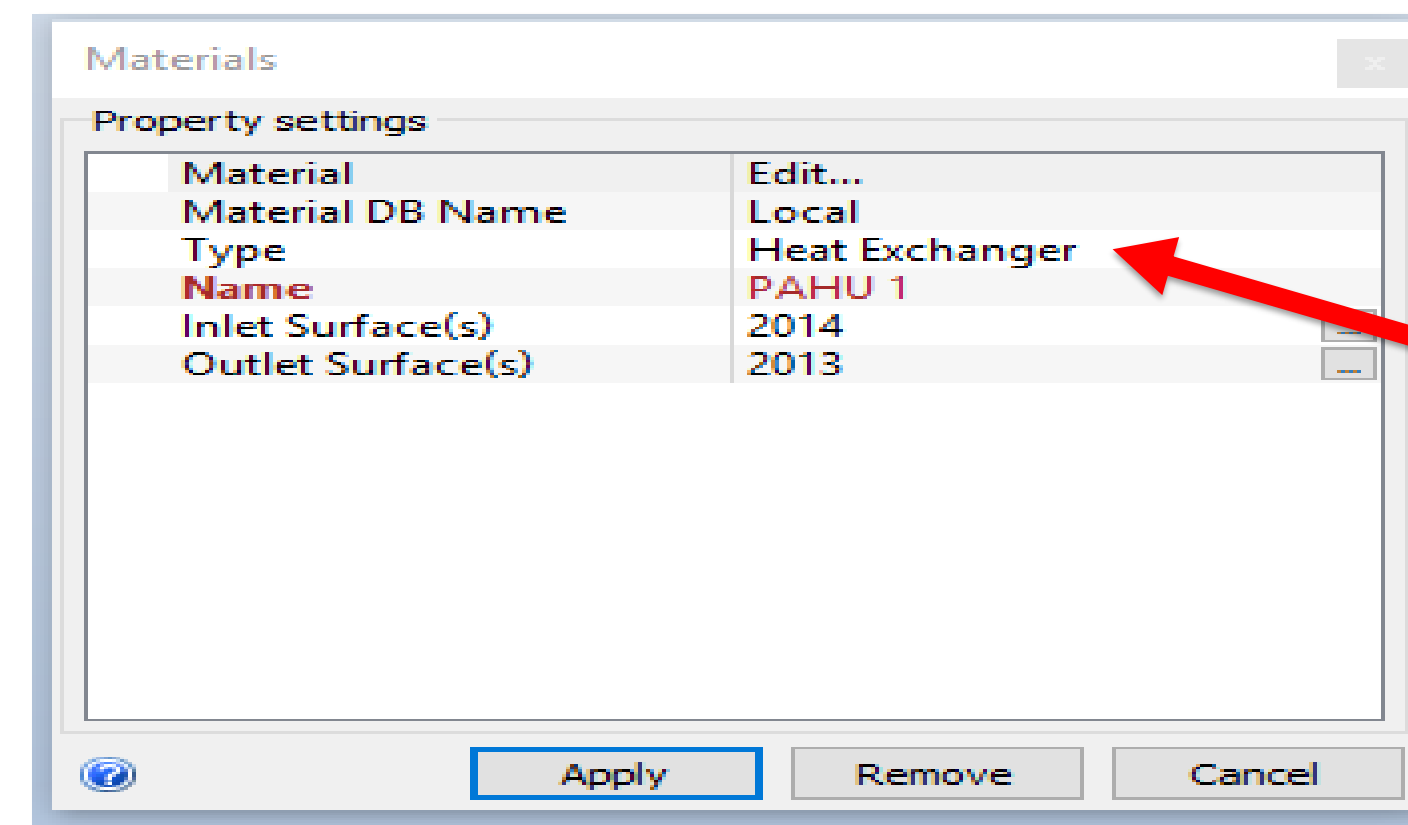 Materials
Property settings
Material Edit...
Material DB Name Local
Type Heat Exchanger
Name PAHU 1
Inlet Surface(s) 2014 ...
Outlet Surface(s) 2013 ...
Apply Remove Cancel